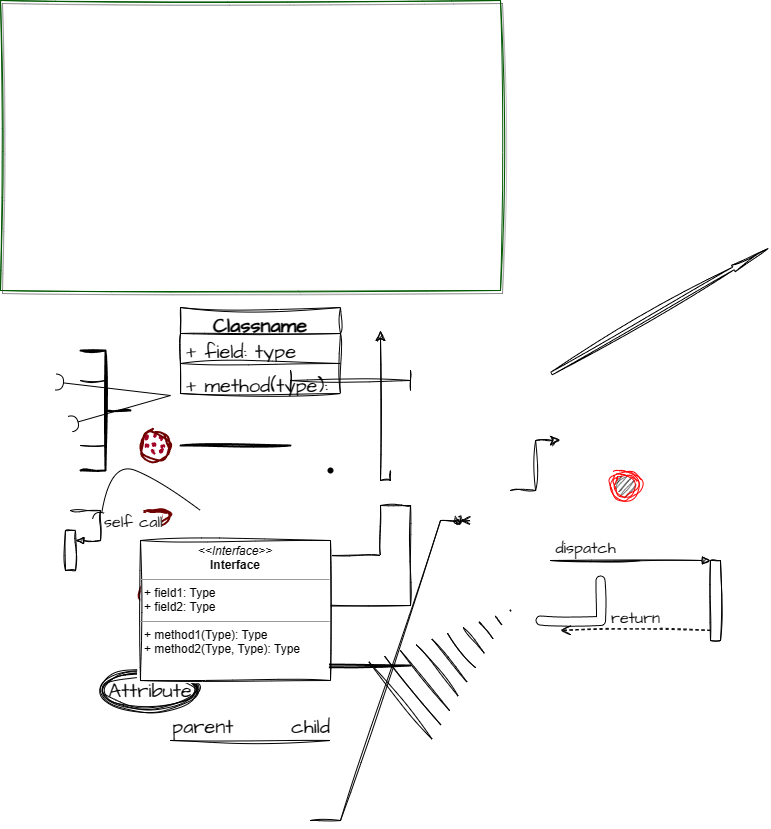 Classname
+ field: type
+ method(type):
self call
<<Interface>>
Interface
+ field1: Type
+ field2: Type
+ method1(Type): Type
+ method2(Type, Type): Type
dispatch
return
Attribute
parent child